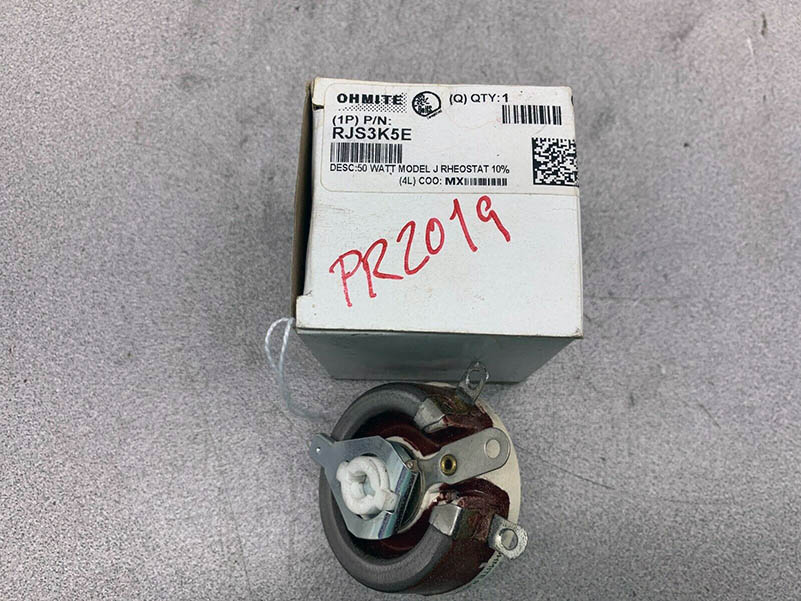 OHMITE
(Q) QTY:1
(1P) P/N:
RJS3K5E
DESC:50 WATT MODEL J RHEOSTAT 10%
(4L) COO: MX
PR2019